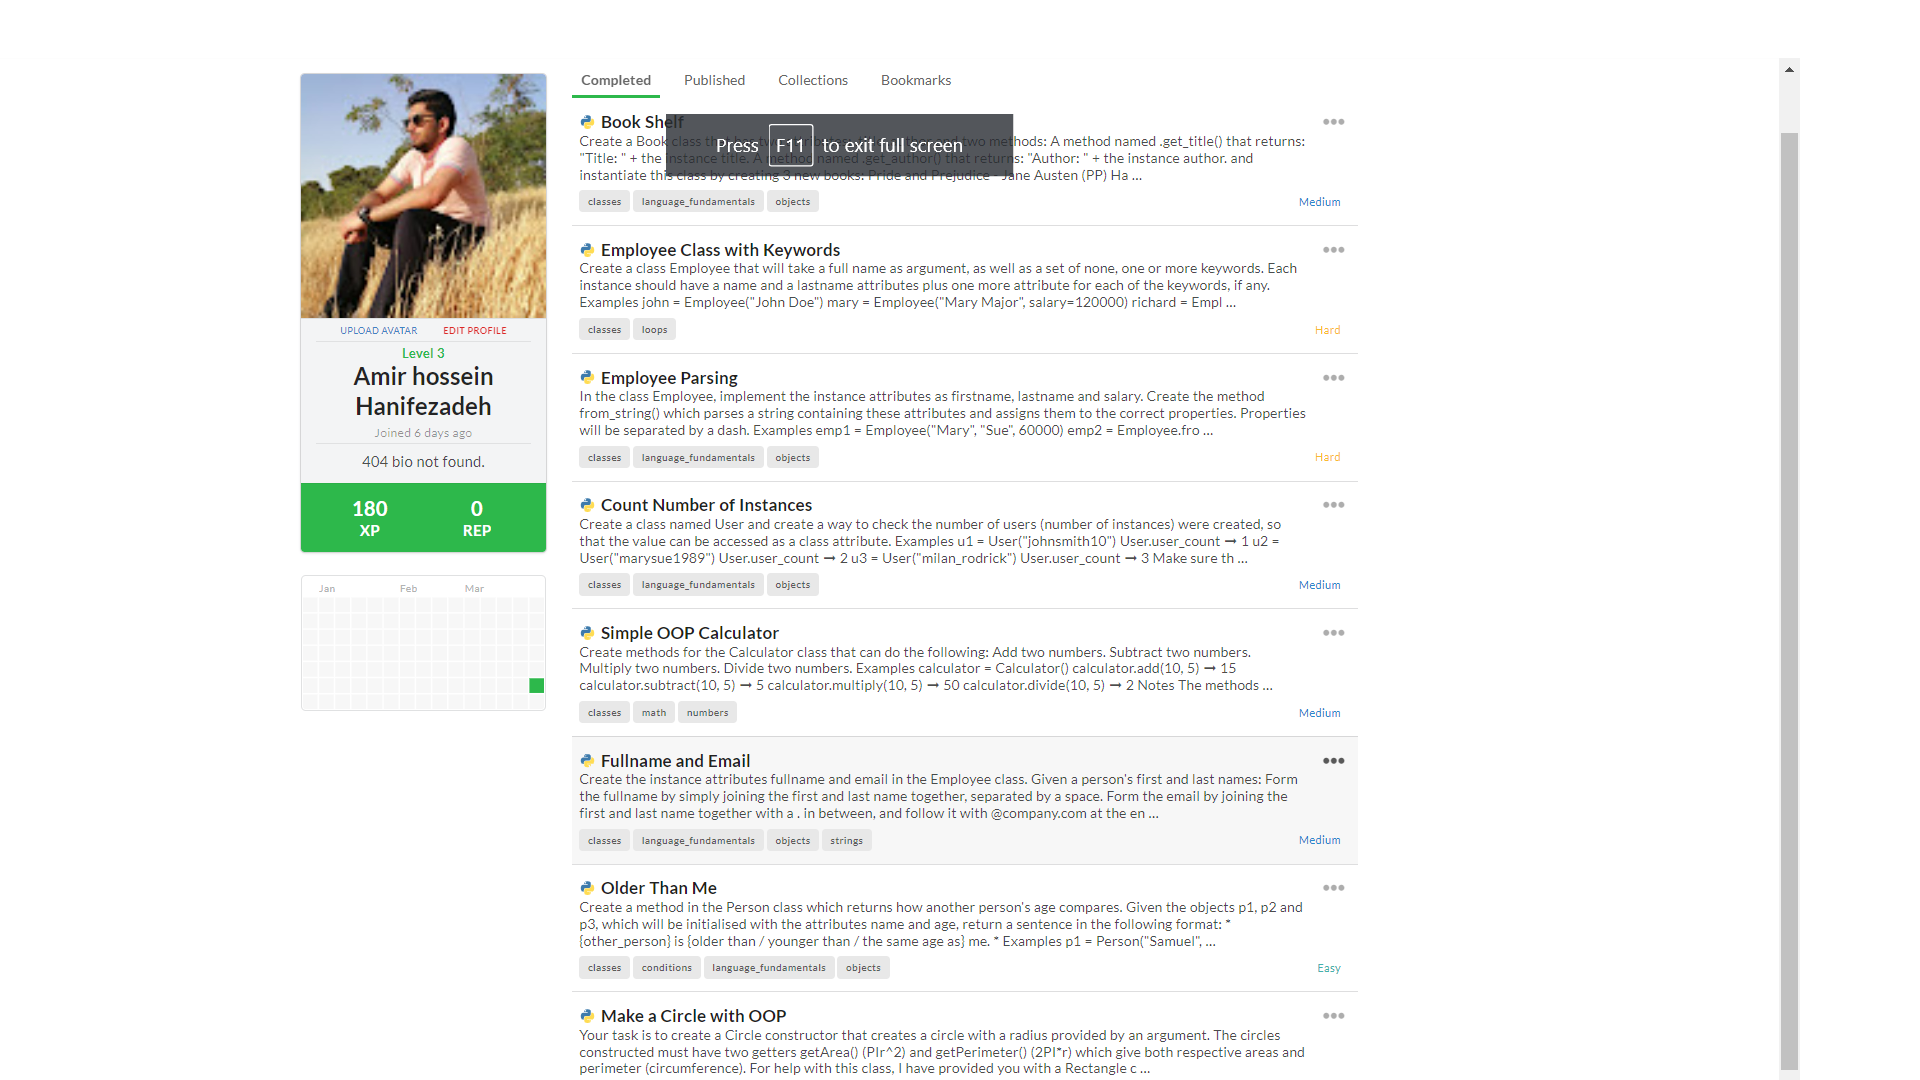 Completed Published Collections Bookmarks
Press F11 to exit full screen
UPLOAD AVATAR EDIT PROFILE
Level 3
Amir hossein
Hanifezadeh
Joined 6 days ago
404 bio not found.
180 0
XP REP
Jan Feb Mar
Book Shelf
Create a Book class that has two attributes: title author and two methods: A method named .get_title() that returns:
"Title: " + the instance title. A method named .get_author() that returns: "Author: " + the instance author. and
instantiate this class by creating 3 new books: Pride and Prejudice - Jane Austen (PP) Ha ...
classes language_fundamentals objects Medium
Employee Class with Keywords
Create a class Employee that will take a full name as argument, as well as a set of none, one or more keywords. Each
instance should have a name and a lastname attributes plus one more attribute for each of the keywords, if any.
Examples john = Employee("John Doe") mary = Employee("Mary Major", salary=120000) richard = Empl ...
classes loops Hard
Employee Parsing
In the class Employee, implement the instance attributes as firstname, lastname and salary. Create the method
from_string() which parses a string containing these attributes and assigns them to the correct properties. Properties
will be separated by a dash. Examples emp1 = Employee("Mary", "Sue", 60000) emp2 = Employee.fro ...
classes language_fundamentals objects Hard
Count Number of Instances
Create a class named User and create a way to check the number of users (number of instances) were created, so
that the value can be accessed as a class attribute. Examples u1 = User("johnsmith10") User.user_count ➞ 1 u2 =
User("marysue1989") User.user_count ➞ 2 u3 = User("milan_rodrick") User.user_count ➞ 3 Make sure th ...
classes language_fundamentals objects Medium
Simple OOP Calculator
Create methods for the Calculator class that can do the following: Add two numbers. Subtract two numbers.
Multiply two numbers. Divide two numbers. Examples calculator = Calculator() calculator.add(10, 5) ➞ 15
calculator.subtract(10, 5) ➞ 5 calculator.multiply(10, 5) ➞ 50 calculator.divide(10, 5) ➞ 2 Notes The methods ...
classes math numbers Medium
Fullname and Email
Create the instance attributes fullname and email in the Employee class. Given a person's first and last names: Form
the fullname by simply joining the first and last name together, separated by a space. Form the email by joining the
first and last name together with a . in between, and follow it with @company.com at the en ...
classes language_fundamentals objects strings Medium
Older Than Me
Create a method in the Person class which returns how another person's age compares. Given the objects p1, p2 and
p3, which will be initialised with the attributes name and age, return a sentence in the following format: *
{other_person} is {older than / younger than / the same age as} me. * Examples p1 = Person("Samuel", ...
classes conditions language_fundamentals objects Easy
Make a Circle with OOP
Your task is to create a Circle constructor that creates a circle with a radius provided by an argument. The circles
constructed must have two getters getArea() (PIr^2) and getPerimeter() (2PI*r) which give both respective areas and
perimeter (circumference). For help with this class, I have provided you with a Rectangle c ...